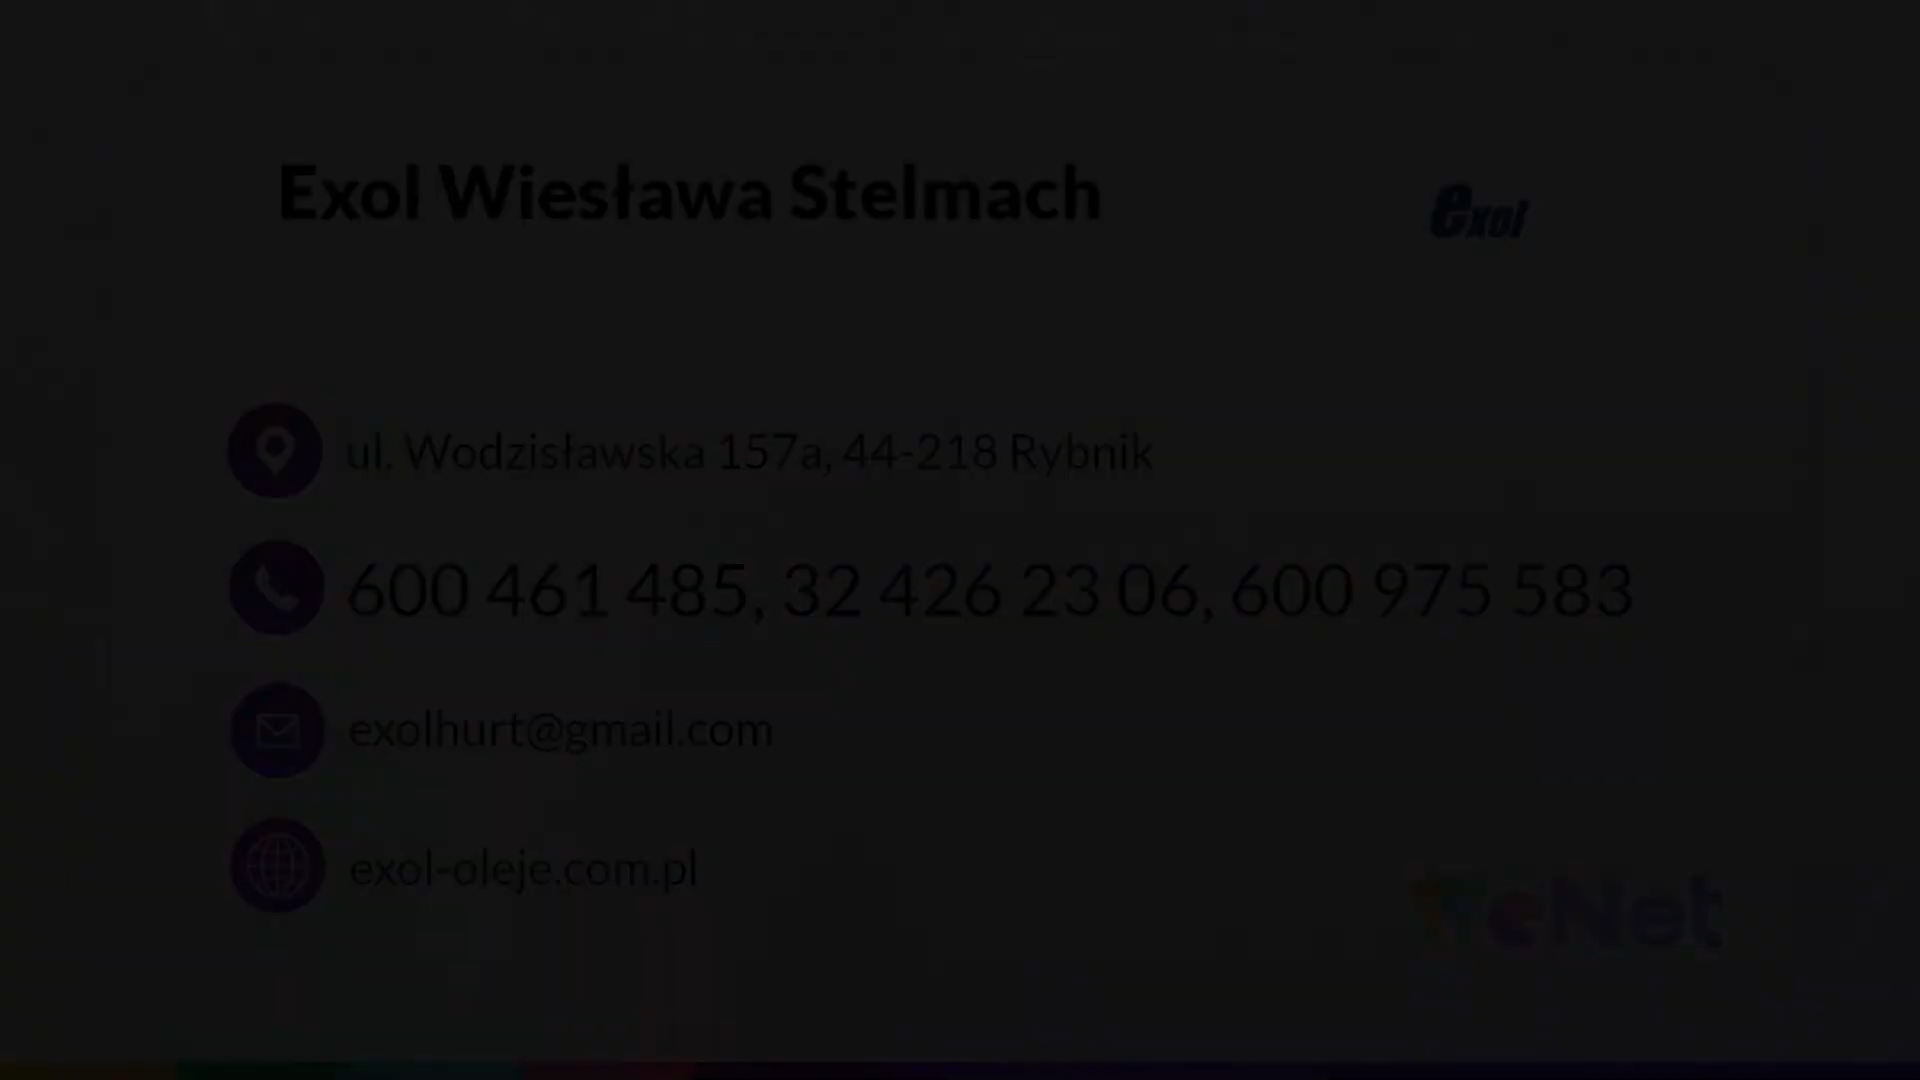 Exol Wiesława Stelmach
exol
ul. Wodzisławska 157a, 44-218 Rybnik
600 461 485, 32 426 23 06, 600 975 583
exolhurt@gmail.com
exol-oleje.com.pl
WeNet